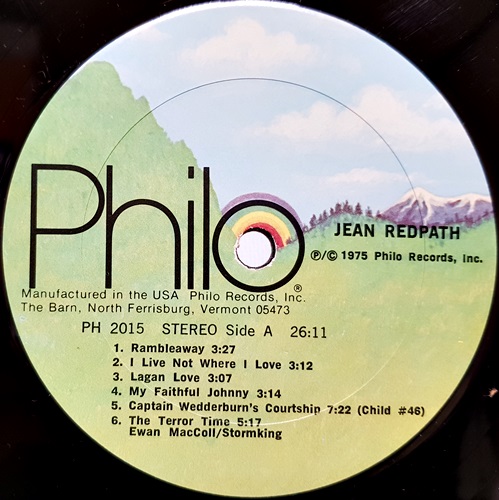 Philo®
JEAN REDPATH
℗/© 1975 Philo Records, Inc.
Manufactured in the USA Philo Records, Inc.
The Barn, North Ferrisburg, Vermont 05473
PH 2015 STEREO Side A 26:11
1. Rambleaway 3:27
2. I Live Not Where I Love 3:12
3. Lagan Love 3:07
4. My Faithful Johnny 3:14
5. Captain Wedderburn's Courtship 7:22 (Child #46)
6. The Terror Time 5:17
Ewan MacColl/Stormking